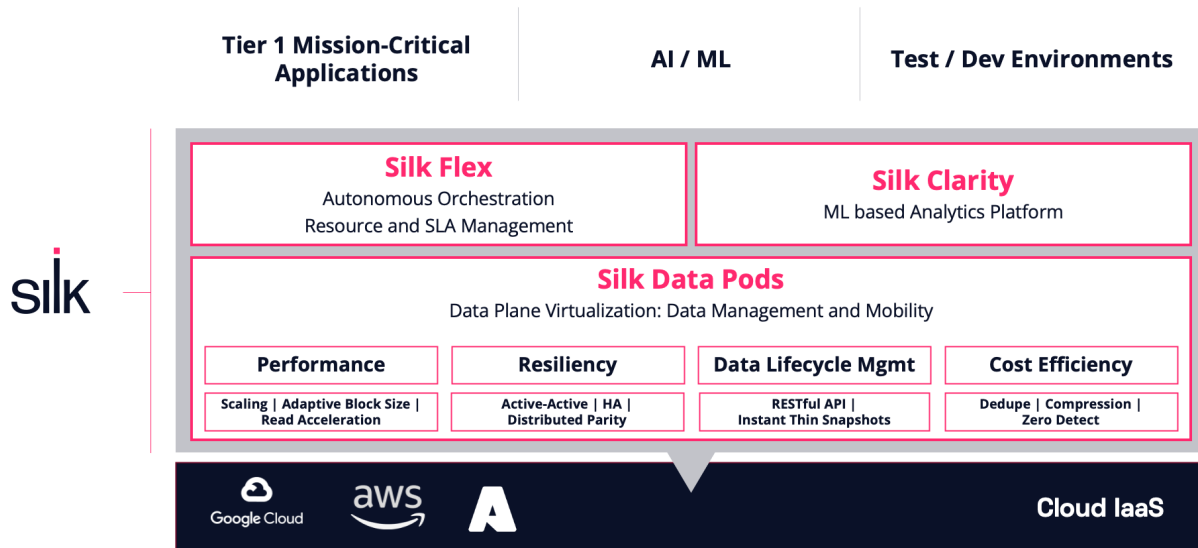 Tier 1 Mission-Critical
Applications
AI / ML
Test / Dev Environments
silk
Silk Flex
Autonomous Orchestration
Resource and SLA Management
Silk Clarity
ML based Analytics Platform
Silk Data Pods
Data Plane Virtualization: Data Management and Mobility
Performance
Resiliency
Data Lifecycle Mgmt
Cost Efficiency
Scaling | Adaptive Block Size |
Read Acceleration
Active-Active | HA |
Distributed Parity
RESTful API |
Instant Thin Snapshots
Dedupe | Compression |
Zero Detect
Google Cloud
aws
Cloud IaaS